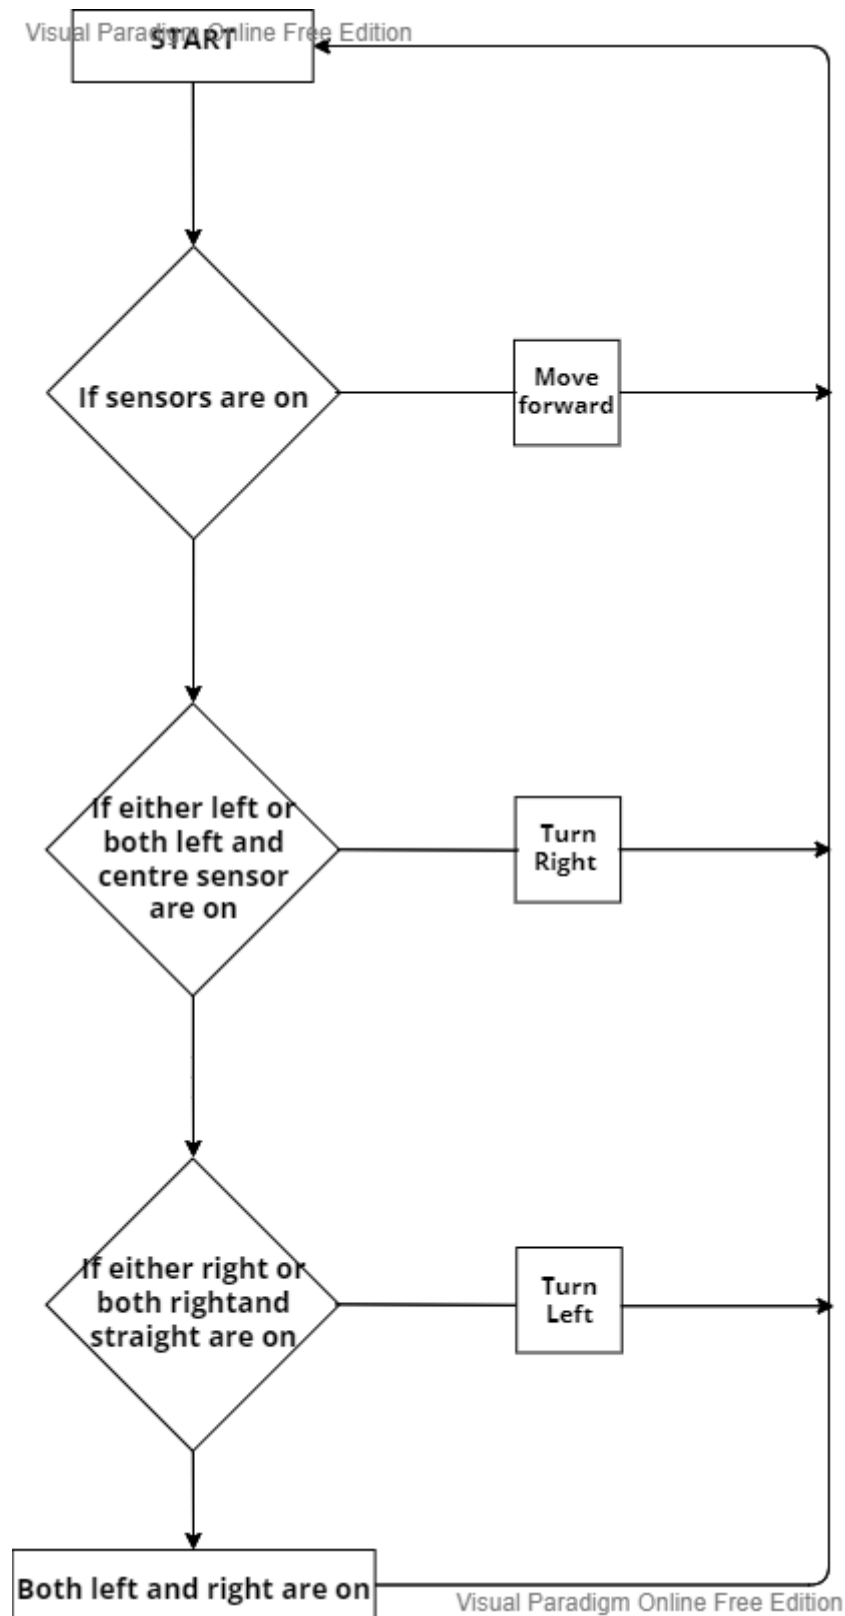 Visual Paradigm Online Free Edition
START
If sensors are on
Move
forward
If either left or
both left and
centre sensor
are on
Turn
Right
If either right or
both rightand
straight are on
Turn
Left
Both left and right are on
Visual Paradigm Online Free Edition